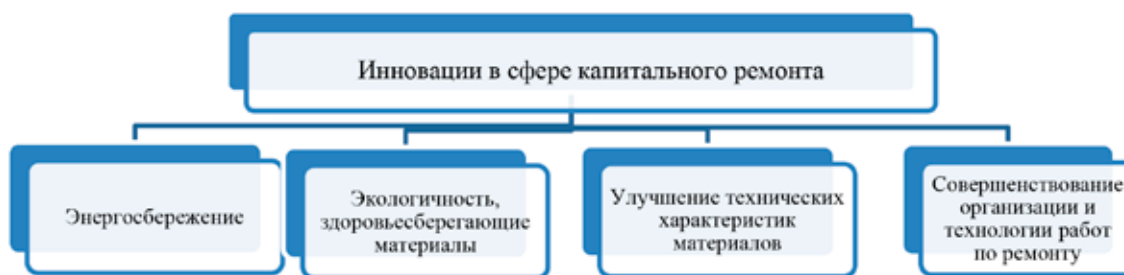 Инновации в сфере капитального ремонта
Энергосбережение
Экологичность,
здоровьесберегающие
материалы
Улучшение технических
характеристик
материалов
Совершенствование
организации и
технологии работ
по ремонту